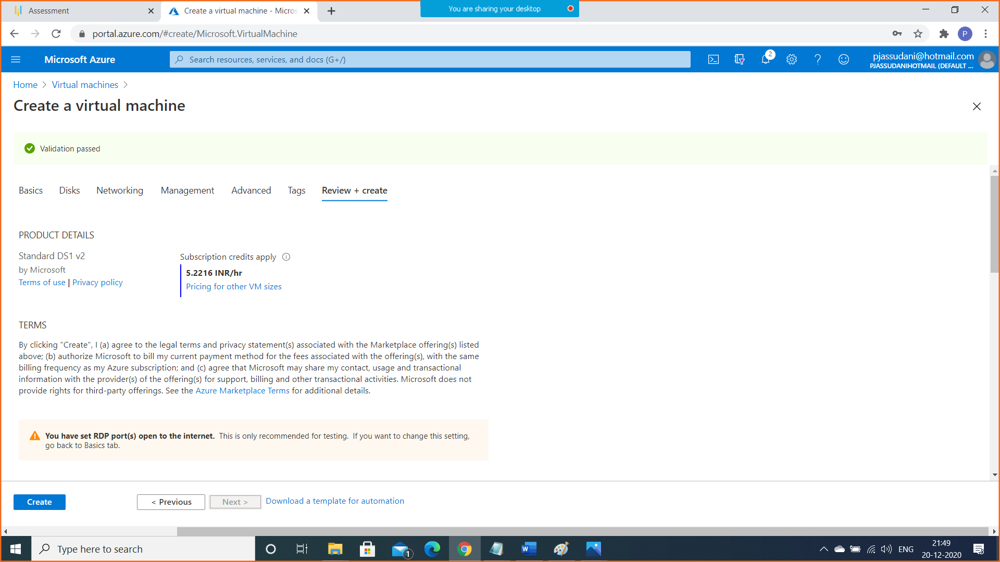 Assessment
Create a virtual machine - Micros
You are sharing your desktop
portal.azure.com/#create/Microsoft.VirtualMachine
P
Microsoft Azure
Search resources, services, and docs (G+/)
2
pjassudani@hotmail.com
PJASSUDANIHOTMAIL (DEFAULT ...
Home > Virtual machines >
Create a virtual machine
Validation passed
Basics Disks Networking Management Advanced Tags Review + create
PRODUCT DETAILS
Standard DS1 v2
by Microsoft
Terms of use | Privacy policy
Subscription credits apply
5.2216 INR/hr
Pricing for other VM sizes
TERMS
By clicking "Create", I (a) agree to the legal terms and privacy statement(s) associated with the Marketplace offering(s) listed
above; (b) authorize Microsoft to bill my current payment method for the fees associated with the offering(s), with the same
billing frequency as my Azure subscription; and (c) agree that Microsoft may share my contact, usage and transactional
information with the provider(s) of the offering(s) for support, billing and other transactional activities. Microsoft does not
provide rights for third-party offerings. See the Azure Marketplace Terms for additional details.
You have set RDP port(s) open to the internet. This is only recommended for testing. If you want to change this setting,
go back to Basics tab.
Create
< Previous
Next >
Download a template for automation
Type here to search
1
W
ENG
21:49
20-12-2020